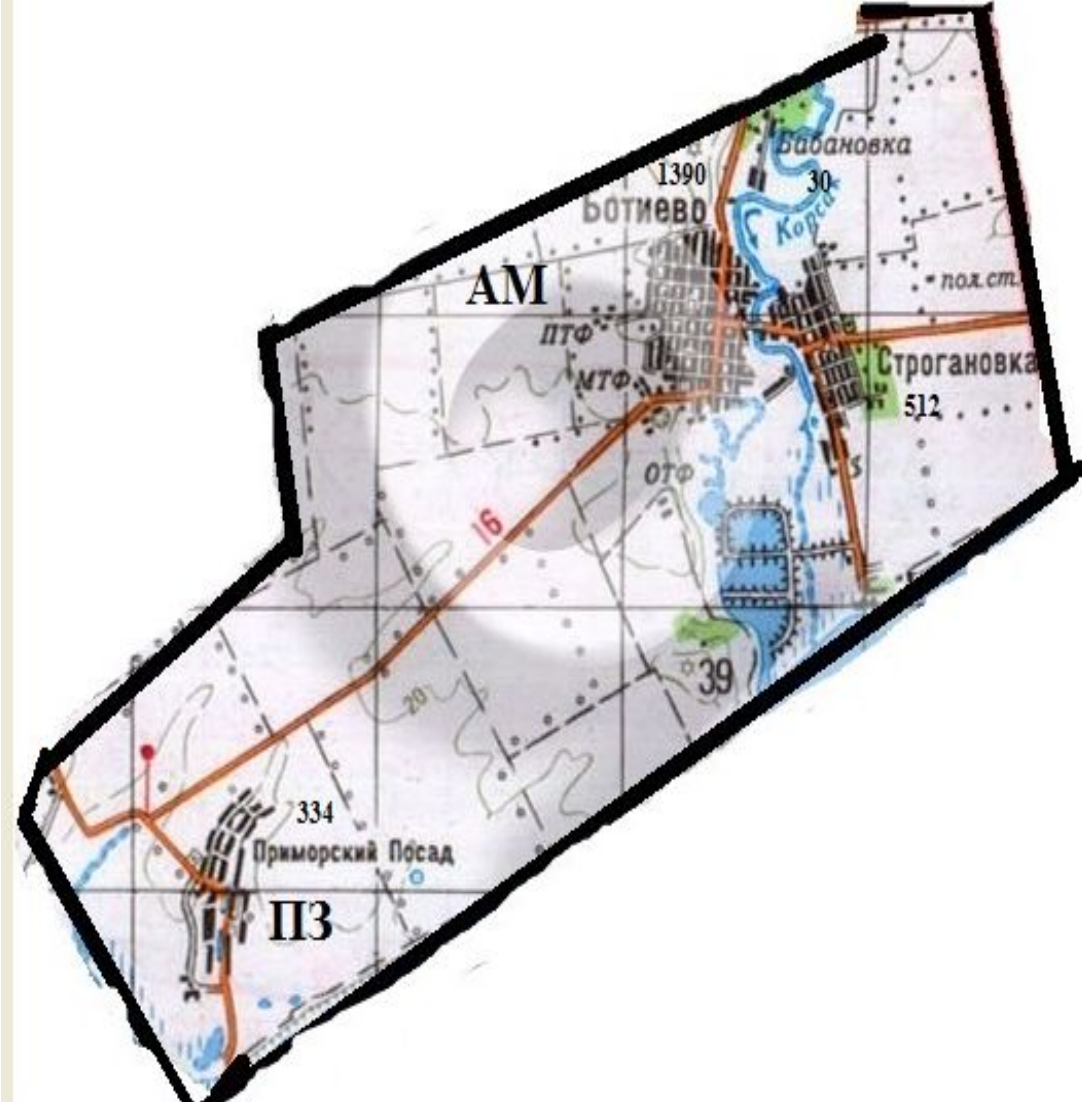 Бабановка
1390
30
Ботиево
Корсак
АМ
пол.ст.
ПТФ
Строгановка
МТФ
512
ОТФ
16
39
20
334
Приморский Посад
ПЗ